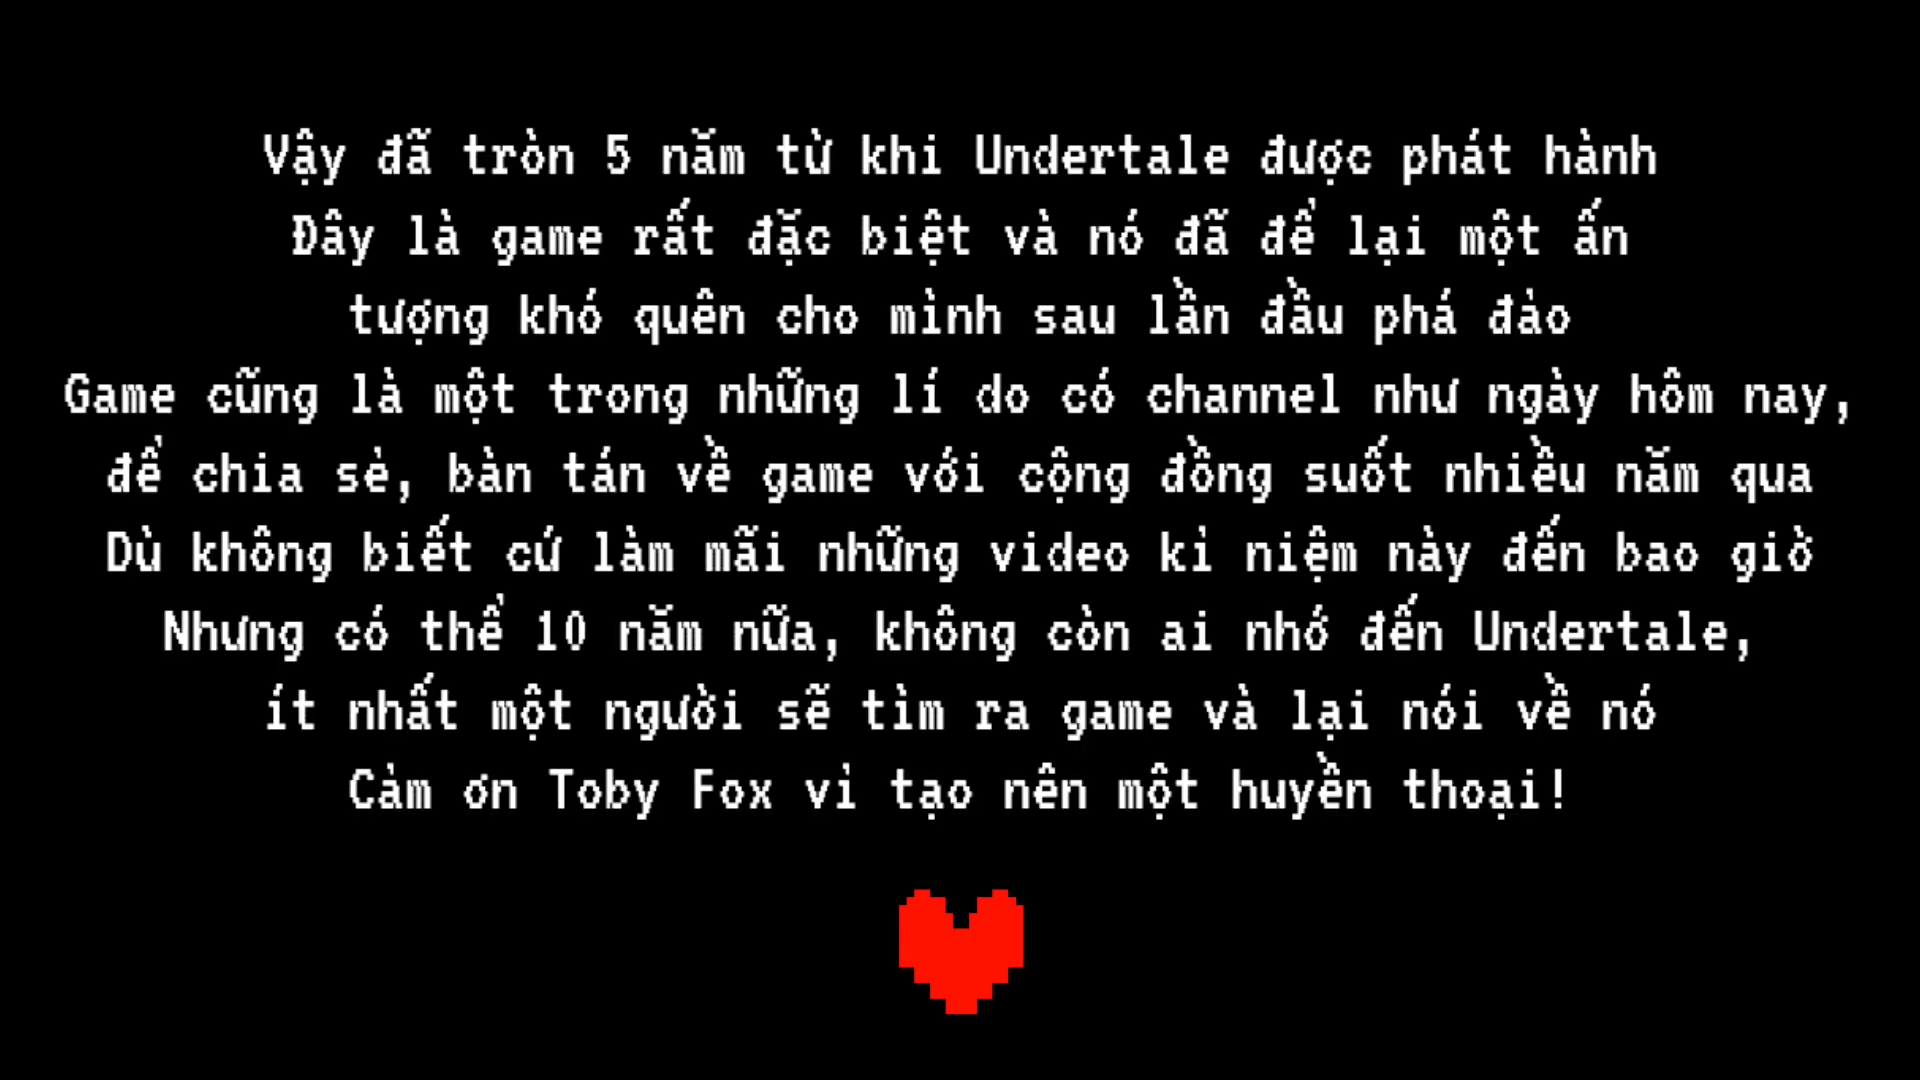 Vậy đã tròn 5 năm từ khi Undertale được phát hành
Đây là game rất đặc biệt và nó đã để lại một ấn
tượng khó quên cho mình sau lần đầu phá đảo
Game cũng là một trong những lí do có channel như ngày hôm nay,
để chia sẻ, bàn tán về game với cộng đồng suốt nhiều năm qua
Dù không biết cứ làm mãi những video kỉ niệm này đến bao giờ
Nhưng có thể 10 năm nữa, không còn ai nhớ đến Undertale,
ít nhất một người sẽ tìm ra game và lại nói về nó
Cảm ơn Toby Fox vỉ tạo nên một huyền thoại!